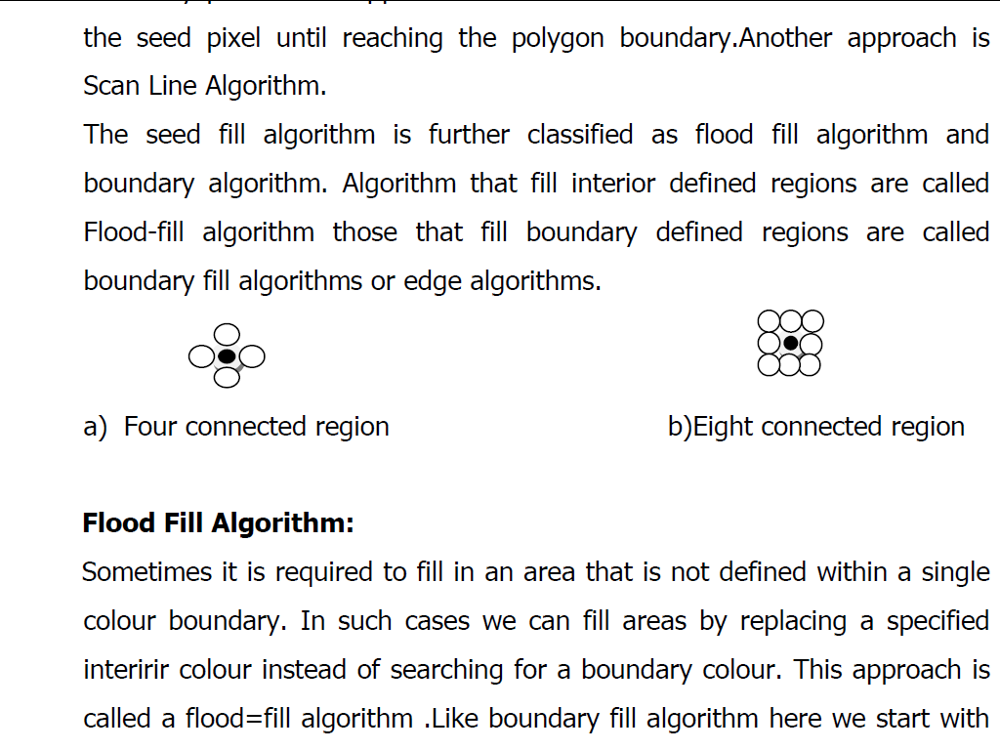 the seed pixel until reaching the polygon boundary.Another approach is
Scan Line Algorithm.
The seed fill algorithm is further classified as flood fill algorithm and
boundary algorithm. Algorithm that fill interior defined regions are called
Flood-fill algorithm those that fill boundary defined regions are called
boundary fill algorithms or edge algorithms.
a) Four connected region b)Eight connected region
Flood Fill Algorithm:
Sometimes it is required to fill in an area that is not defined within a single
colour boundary. In such cases we can fill areas by replacing a specified
interirir colour instead of searching for a boundary colour. This approach is
called a flood=fill algorithm .Like boundary fill algorithm here we start with